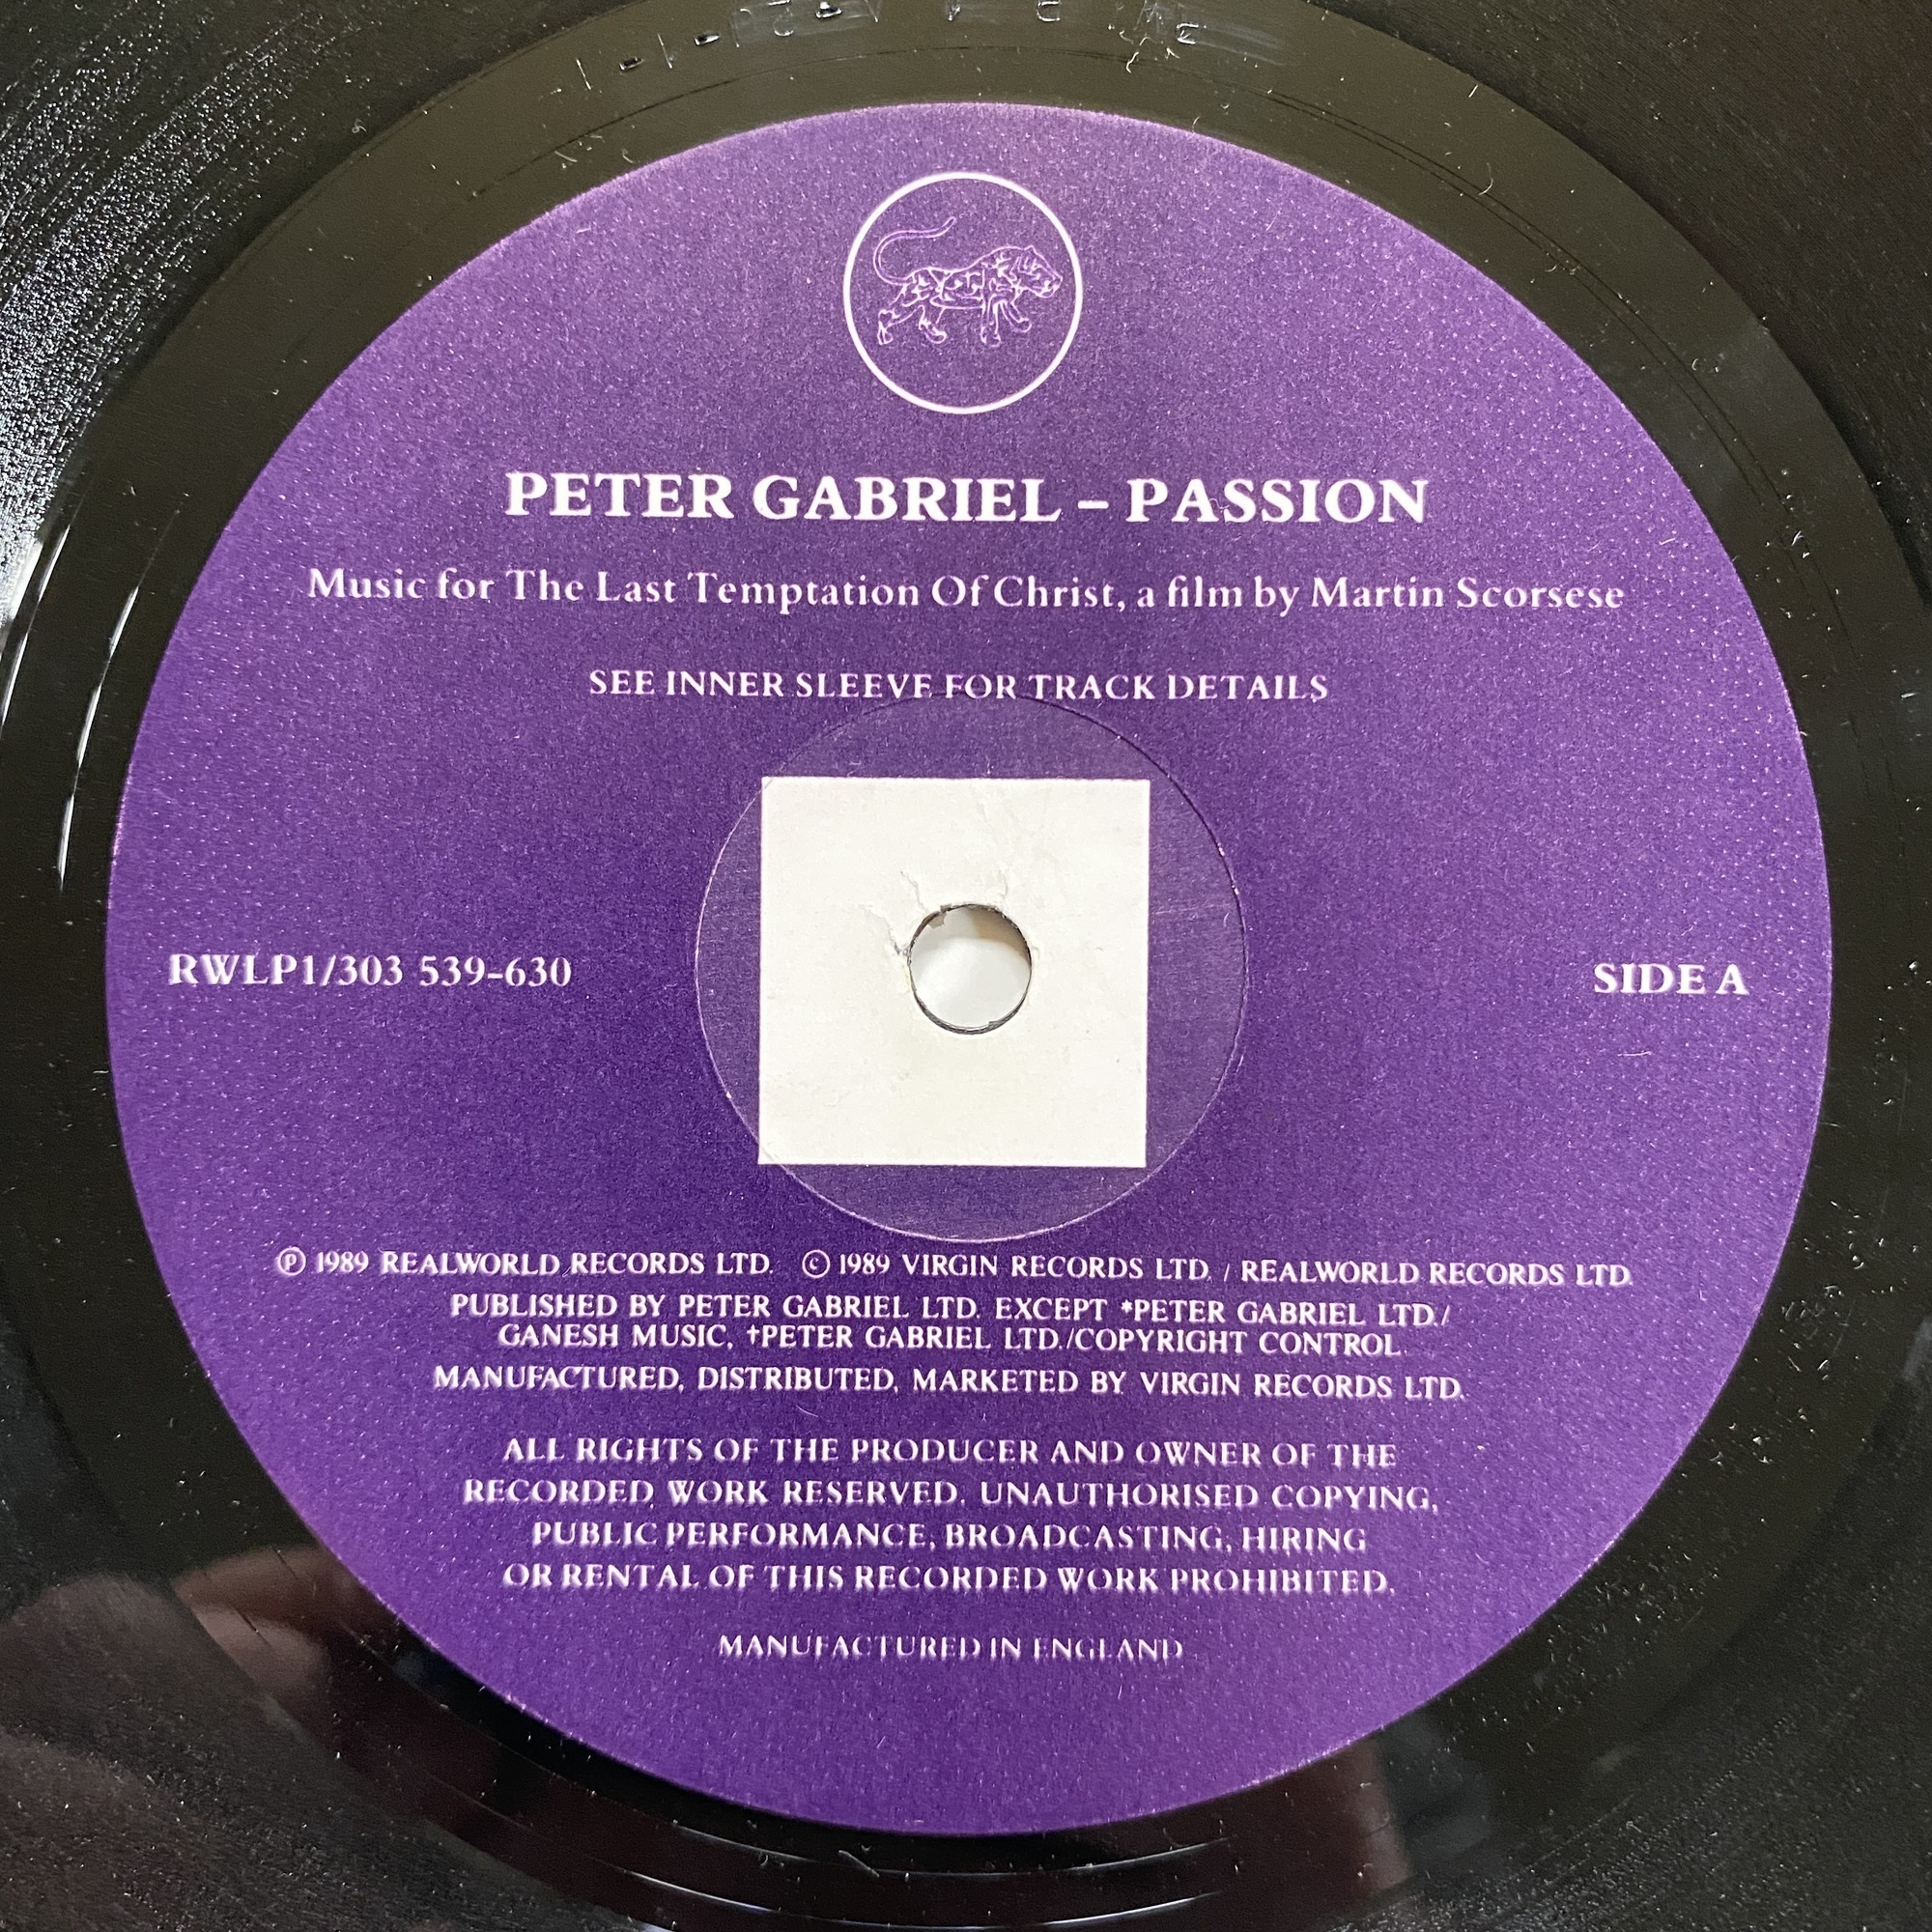 PETER GABRIEL – PASSION
Music for The Last Temptation Of Christ, a film by Martin Scorsese
SEE INNER SLEEVE FOR TRACK DETAILS
RWLP1/303 539-630
SIDE A
℗ 1989 REALWORLD RECORDS LTD. © 1989 VIRGIN RECORDS LTD. / REALWORLD RECORDS LTD.
PUBLISHED BY PETER GABRIEL LTD. EXCEPT *PETER GABRIEL LTD./
GANESH MUSIC, †PETER GABRIEL LTD./COPYRIGHT CONTROL.
MANUFACTURED, DISTRIBUTED, MARKETED BY VIRGIN RECORDS LTD.
ALL RIGHTS OF THE PRODUCER AND OWNER OF THE
RECORDED WORK RESERVED. UNAUTHORISED COPYING,
PUBLIC PERFORMANCE, BROADCASTING, HIRING
OR RENTAL OF THIS RECORDED WORK PROHIBITED.
MANUFACTURED IN ENGLAND